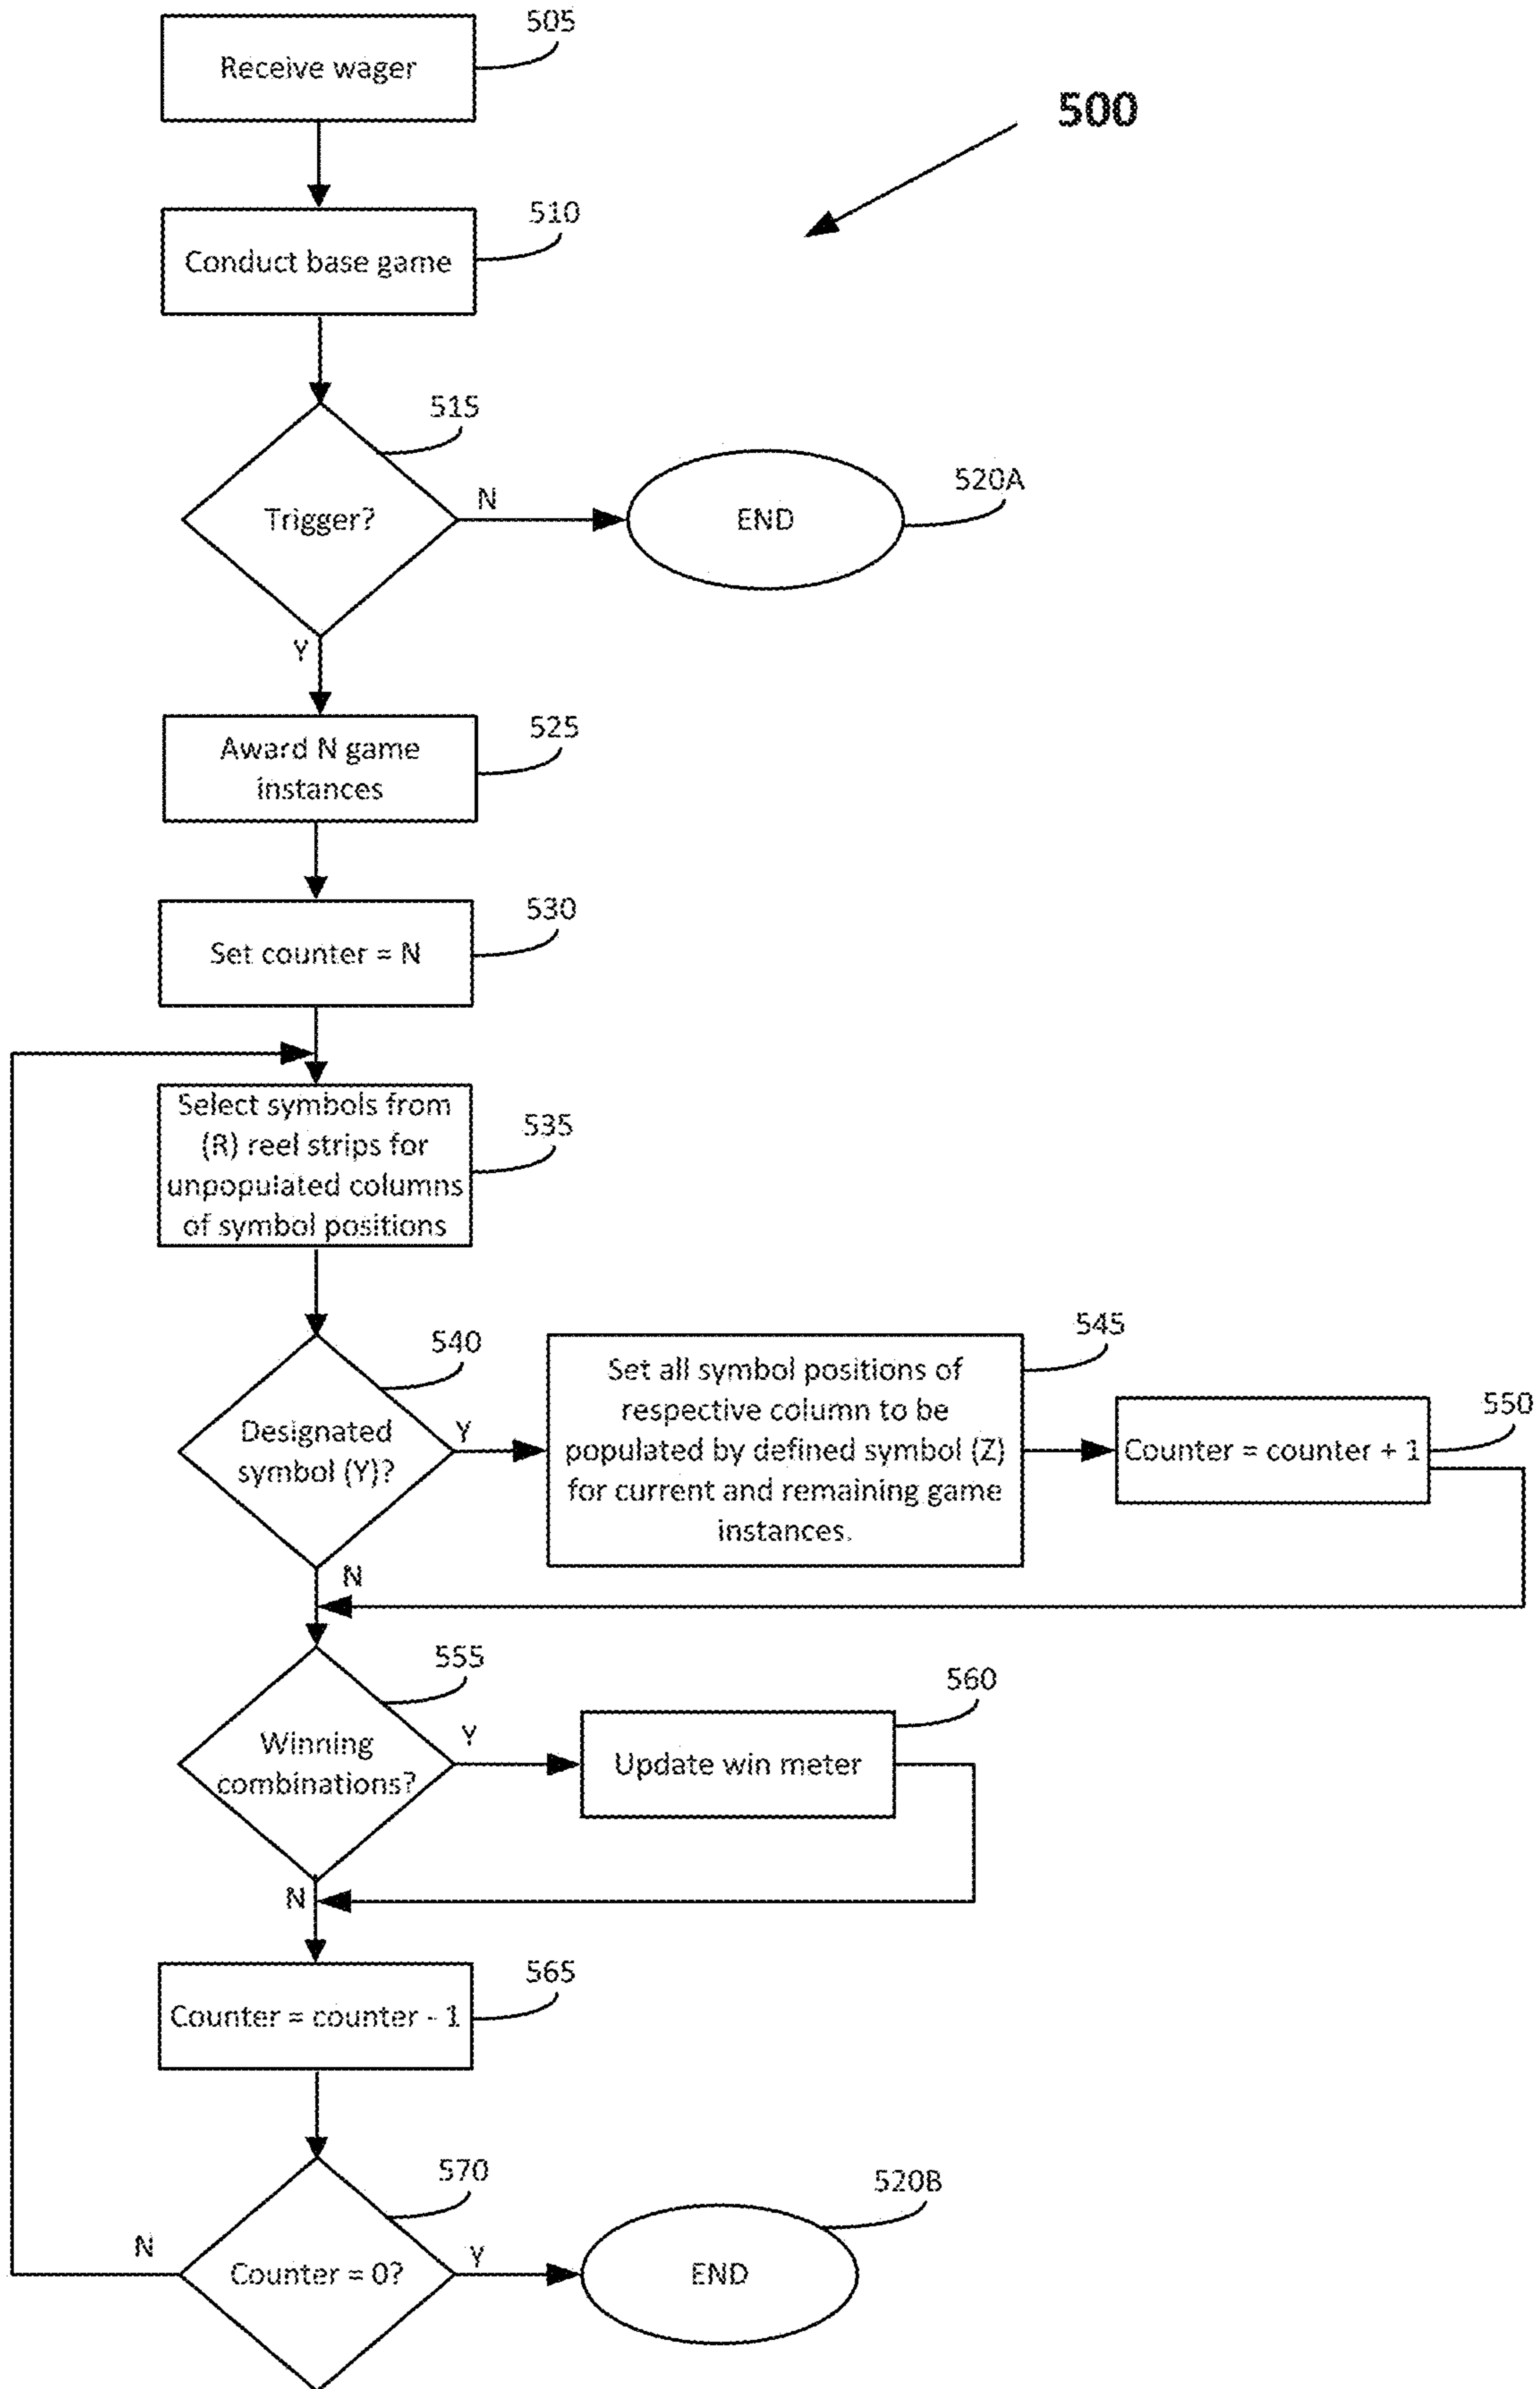 505
Receive wager
500
510
Conduct base game
515
Trigger?
N
END
520A
Y
525
Award N game
instances
530
Set counter = N
535
Select symbols from
(R) reel strips for
unpopulated columns
of symbol positions
540
Designated
symbol (Y)?
Y
545
Set all symbol positions of
respective column to be
populated by defined symbol (Z)
for current and remaining game
instances.
550
Counter = counter + 1
N
555
Winning
combinations?
Y
560
Update win meter
N
565
Counter = counter - 1
570
Counter = 0?
N
Y
520B
END